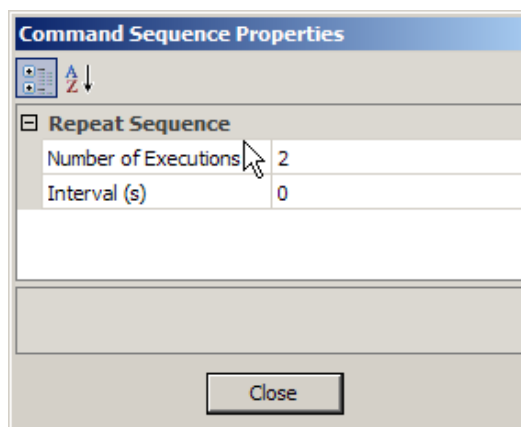 Command Sequence Properties
A
Z
Repeat Sequence
Number of Executions 2
Interval (s) 0
Close